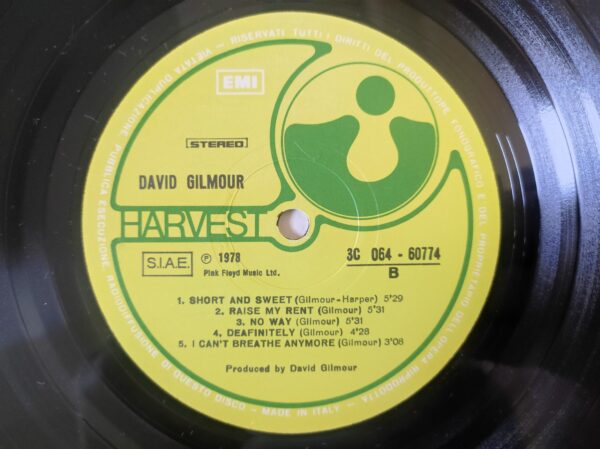 RISERVATI TUTTI I DIRITTI DEL PRODUTTORE FONOGRAFICO E DEL PROPRIETARIO DELL'OPERA RIPRODOTTA - MADE IN ITALY - VIETATA DUPLICAZIONE PUBBLICA ESECUZIONE RADIODIFFUSIONE DI QUESTO DISCO -
EMI
STEREO
DAVID GILMOUR
HARVEST
S.I.A.E.
℗ 1978
Pink Floyd Music Ltd.
3C 064 - 60774
B
1. SHORT AND SWEET (Gilmour-Harper) 5'29
2. RAISE MY RENT (Gilmour) 5'31
3. NO WAY (Gilmour) 5'31
4. DEAFINITELY (Gilmour) 4'28
5. I CAN'T BREATHE ANYMORE (Gilmour) 3'08
Produced by David Gilmour